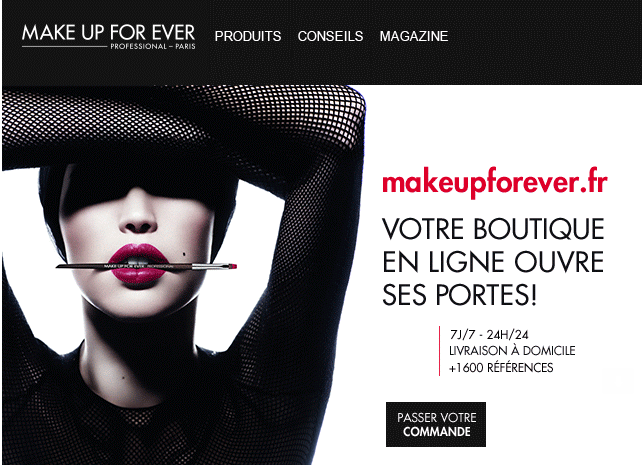 MAKE UP FOR EVER
PROFESSIONAL – PARIS
PRODUITS CONSEILS MAGAZINE
makeupforever.fr
VOTRE BOUTIQUE
EN LIGNE OUVRE
SES PORTES!
7J/7 - 24H/24
LIVRAISON À DOMICILE
+1600 RÉFÉRENCES
MAKE UP FOR EVER PROFESSIONAL
PASSER VOTRE
COMMANDE